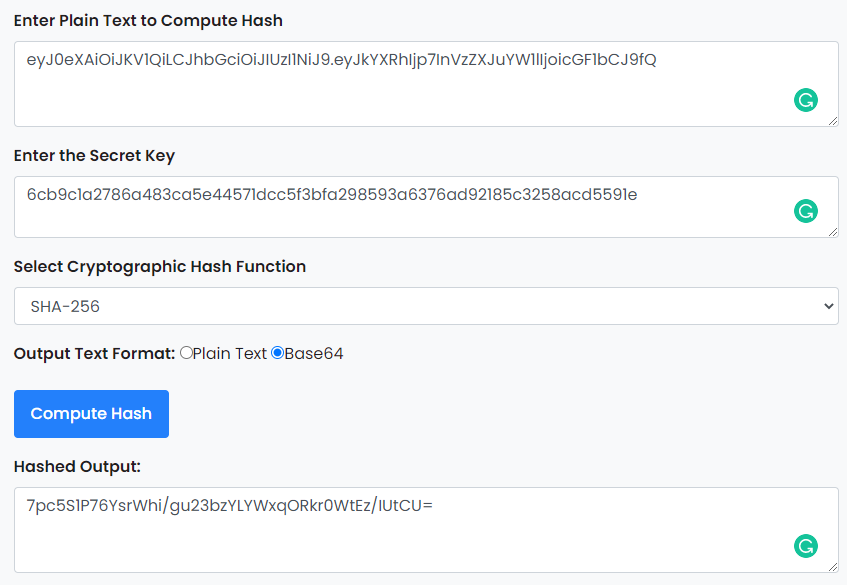 Enter Plain Text to Compute Hash
eyJ0eXAiOiJKV1QiLCJhbGciOiJIUzI1NiJ9.eyJkYXRhIjp7InVzZXJuYW1lIjoicGF1bCJ9fQ
Enter the Secret Key
6cb9c1a2786a483ca5e44571dcc5f3bfa298593a6376ad92185c3258acd5591e
Select Cryptographic Hash Function
SHA-256
Output Text Format: Plain Text Base64
Compute Hash
Hashed Output:
7pc5S1P76YsrWhi/gu23bzYLYWxqORkr0WtEz/IUtCU=